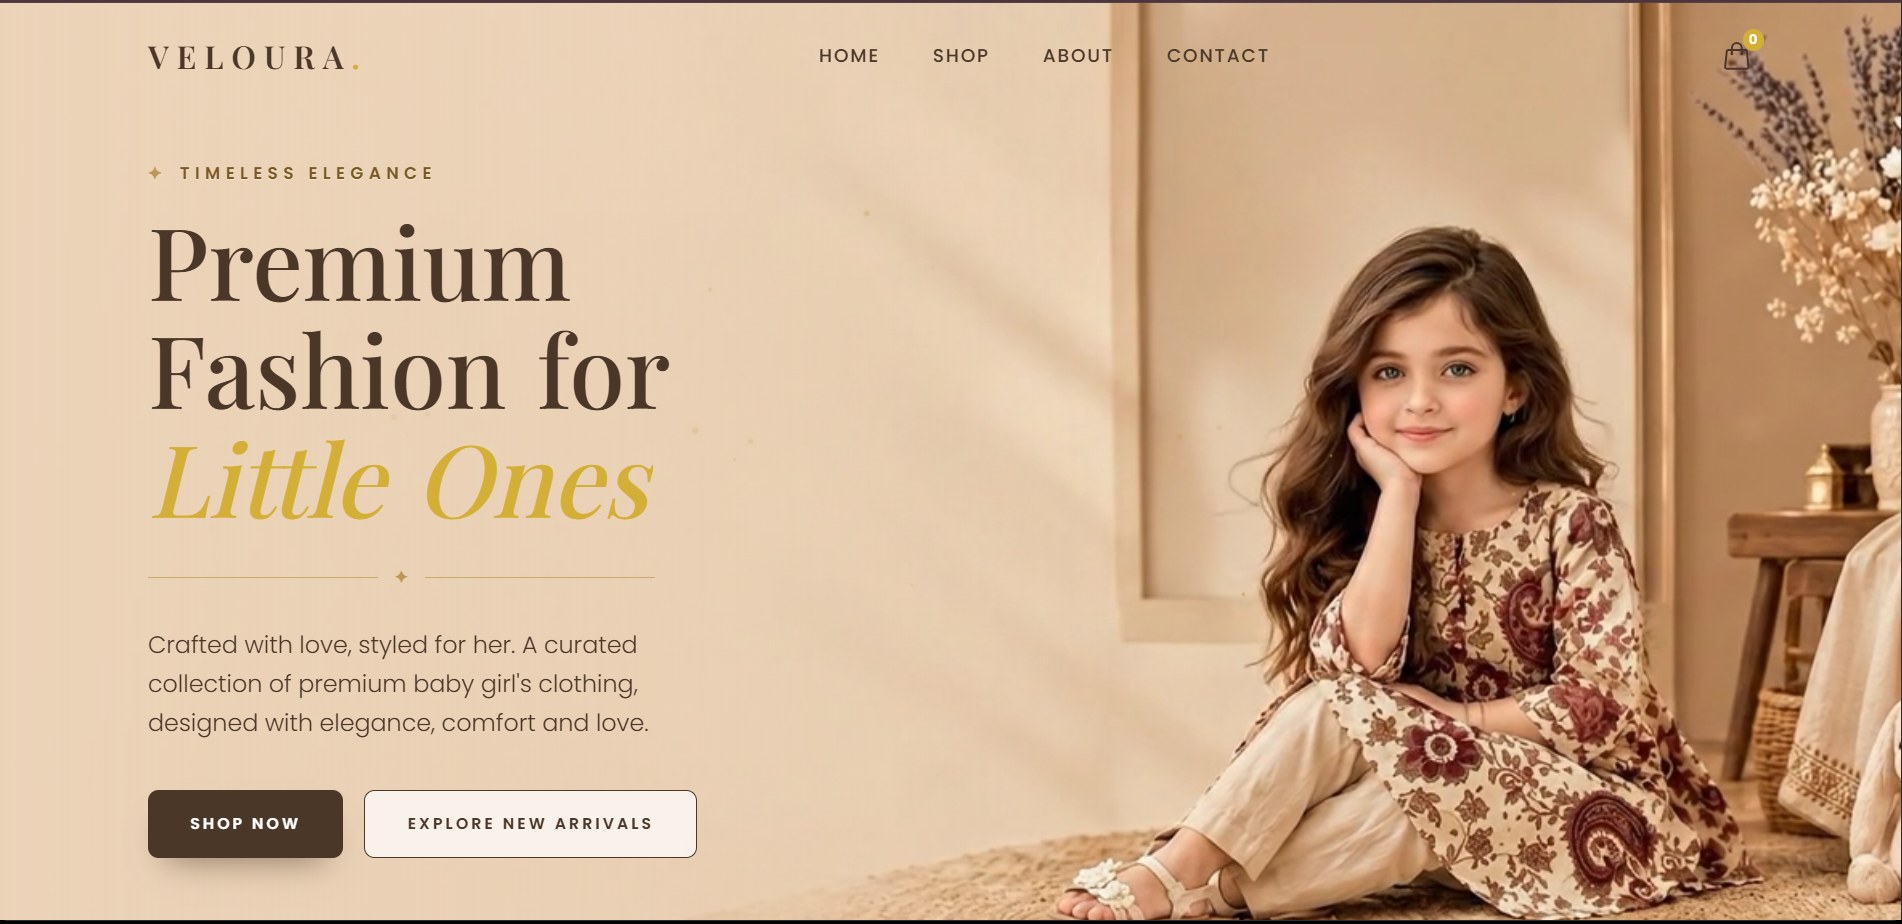 VELOURA.
HOME SHOP ABOUT CONTACT
0
TIMELESS ELEGANCE
Premium
Fashion for
Little Ones
Crafted with love, styled for her. A curated
collection of premium baby girl's clothing,
designed with elegance, comfort and love.
SHOP NOW
EXPLORE NEW ARRIVALS